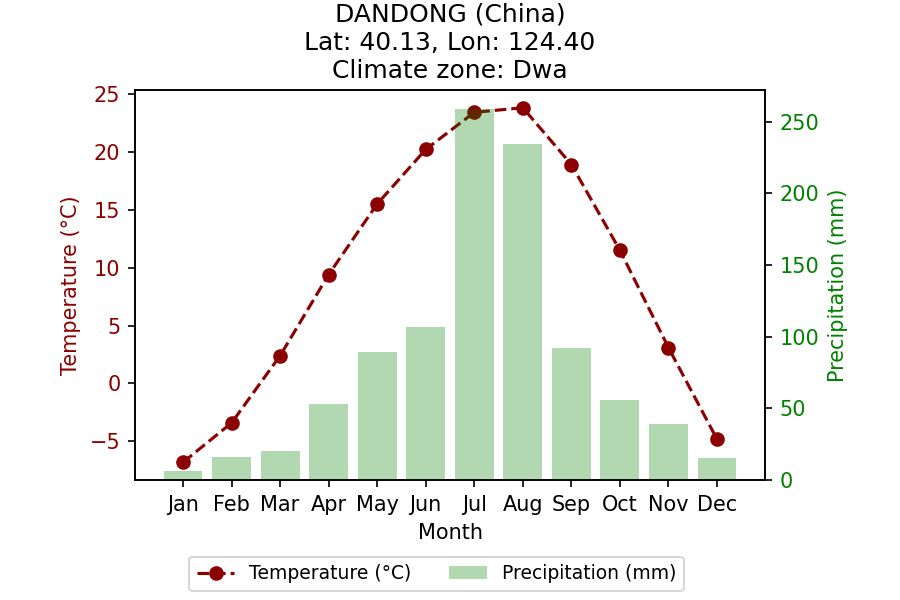 DANDONG (China)
Lat: 40.13, Lon: 124.40
Climate zone: Dwa
Temperature (°C)
25
20
15
10
5
0
−5
Precipitation (mm)
250
200
150
100
50
0
Jan Feb Mar Apr May Jun Jul Aug Sep Oct Nov Dec
Month
Temperature (°C) Precipitation (mm)